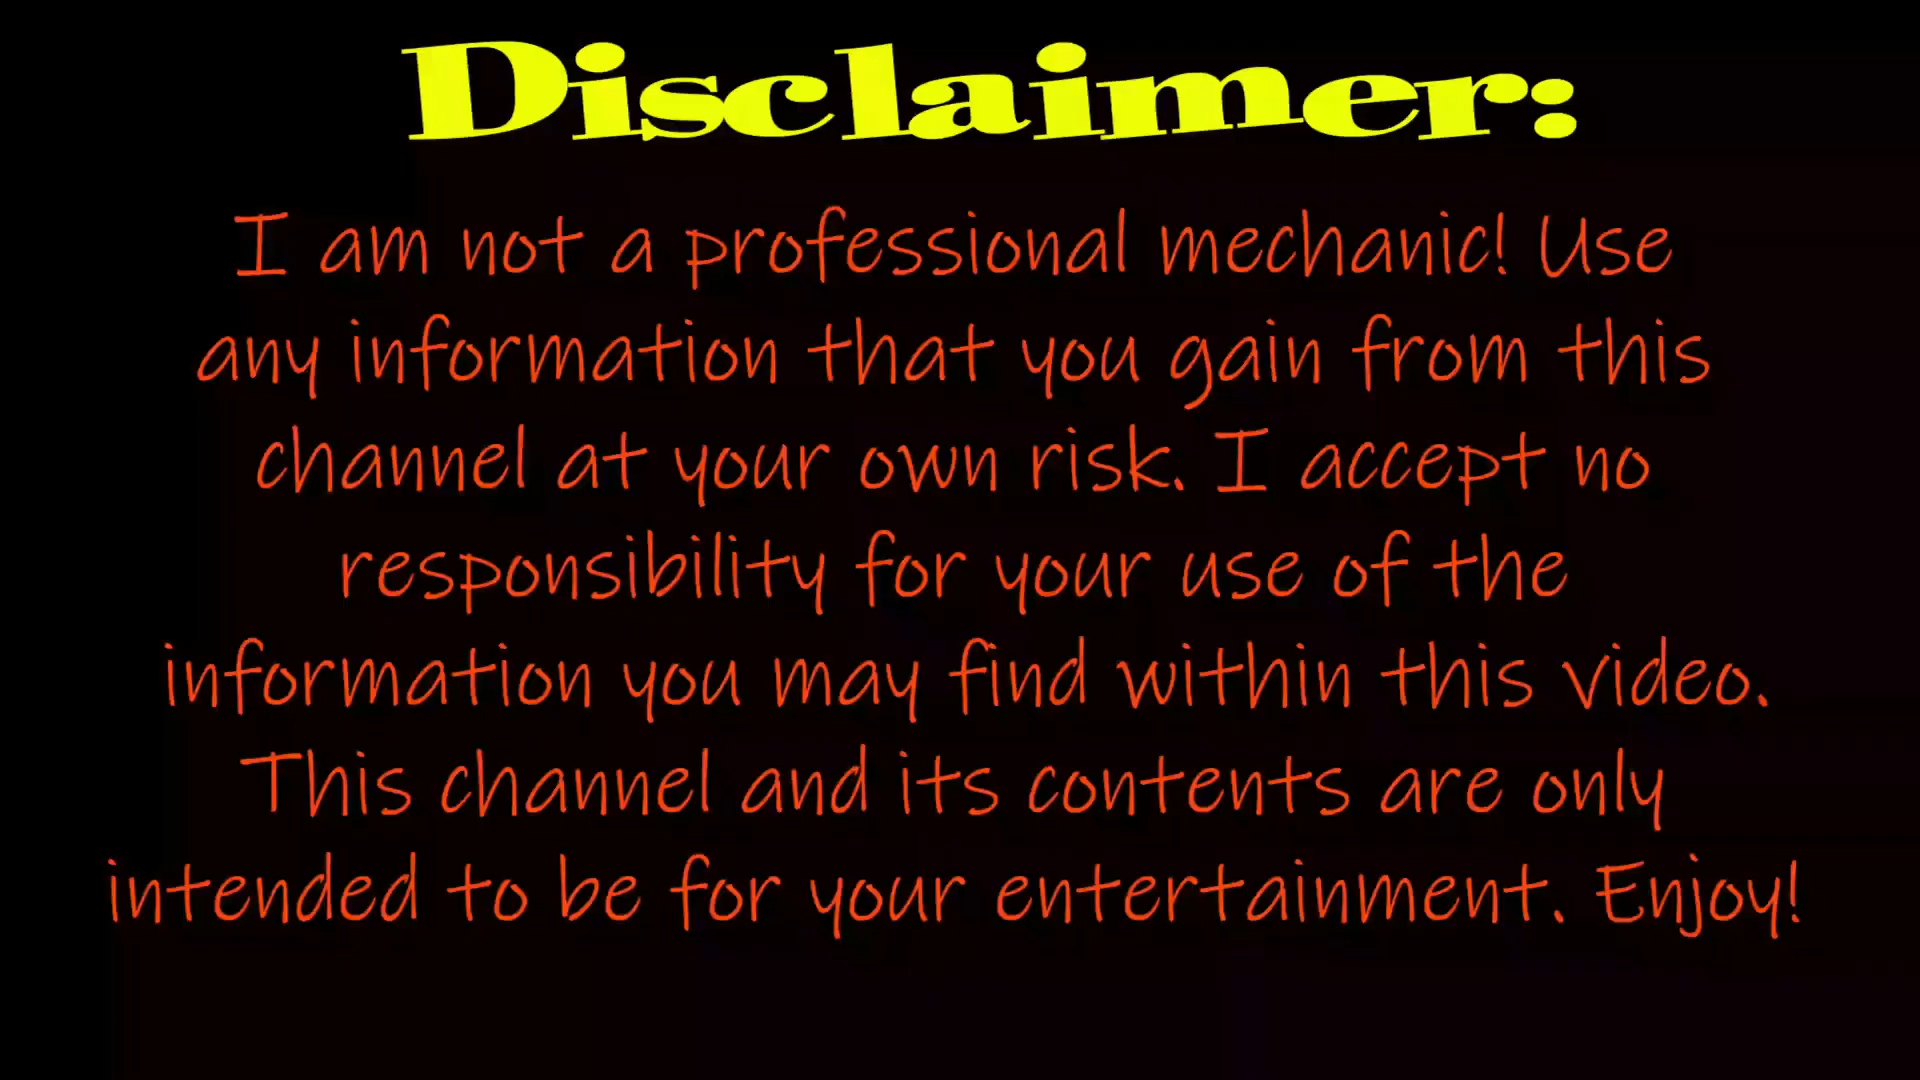 Disclaimer:
I am not a professional mechanic! Use
any information that you gain from this
channel at your own risk. I accept no
responsibility for your use of the
information you may find within this video.
This channel and its contents are only
intended to be for your entertainment. Enjoy!